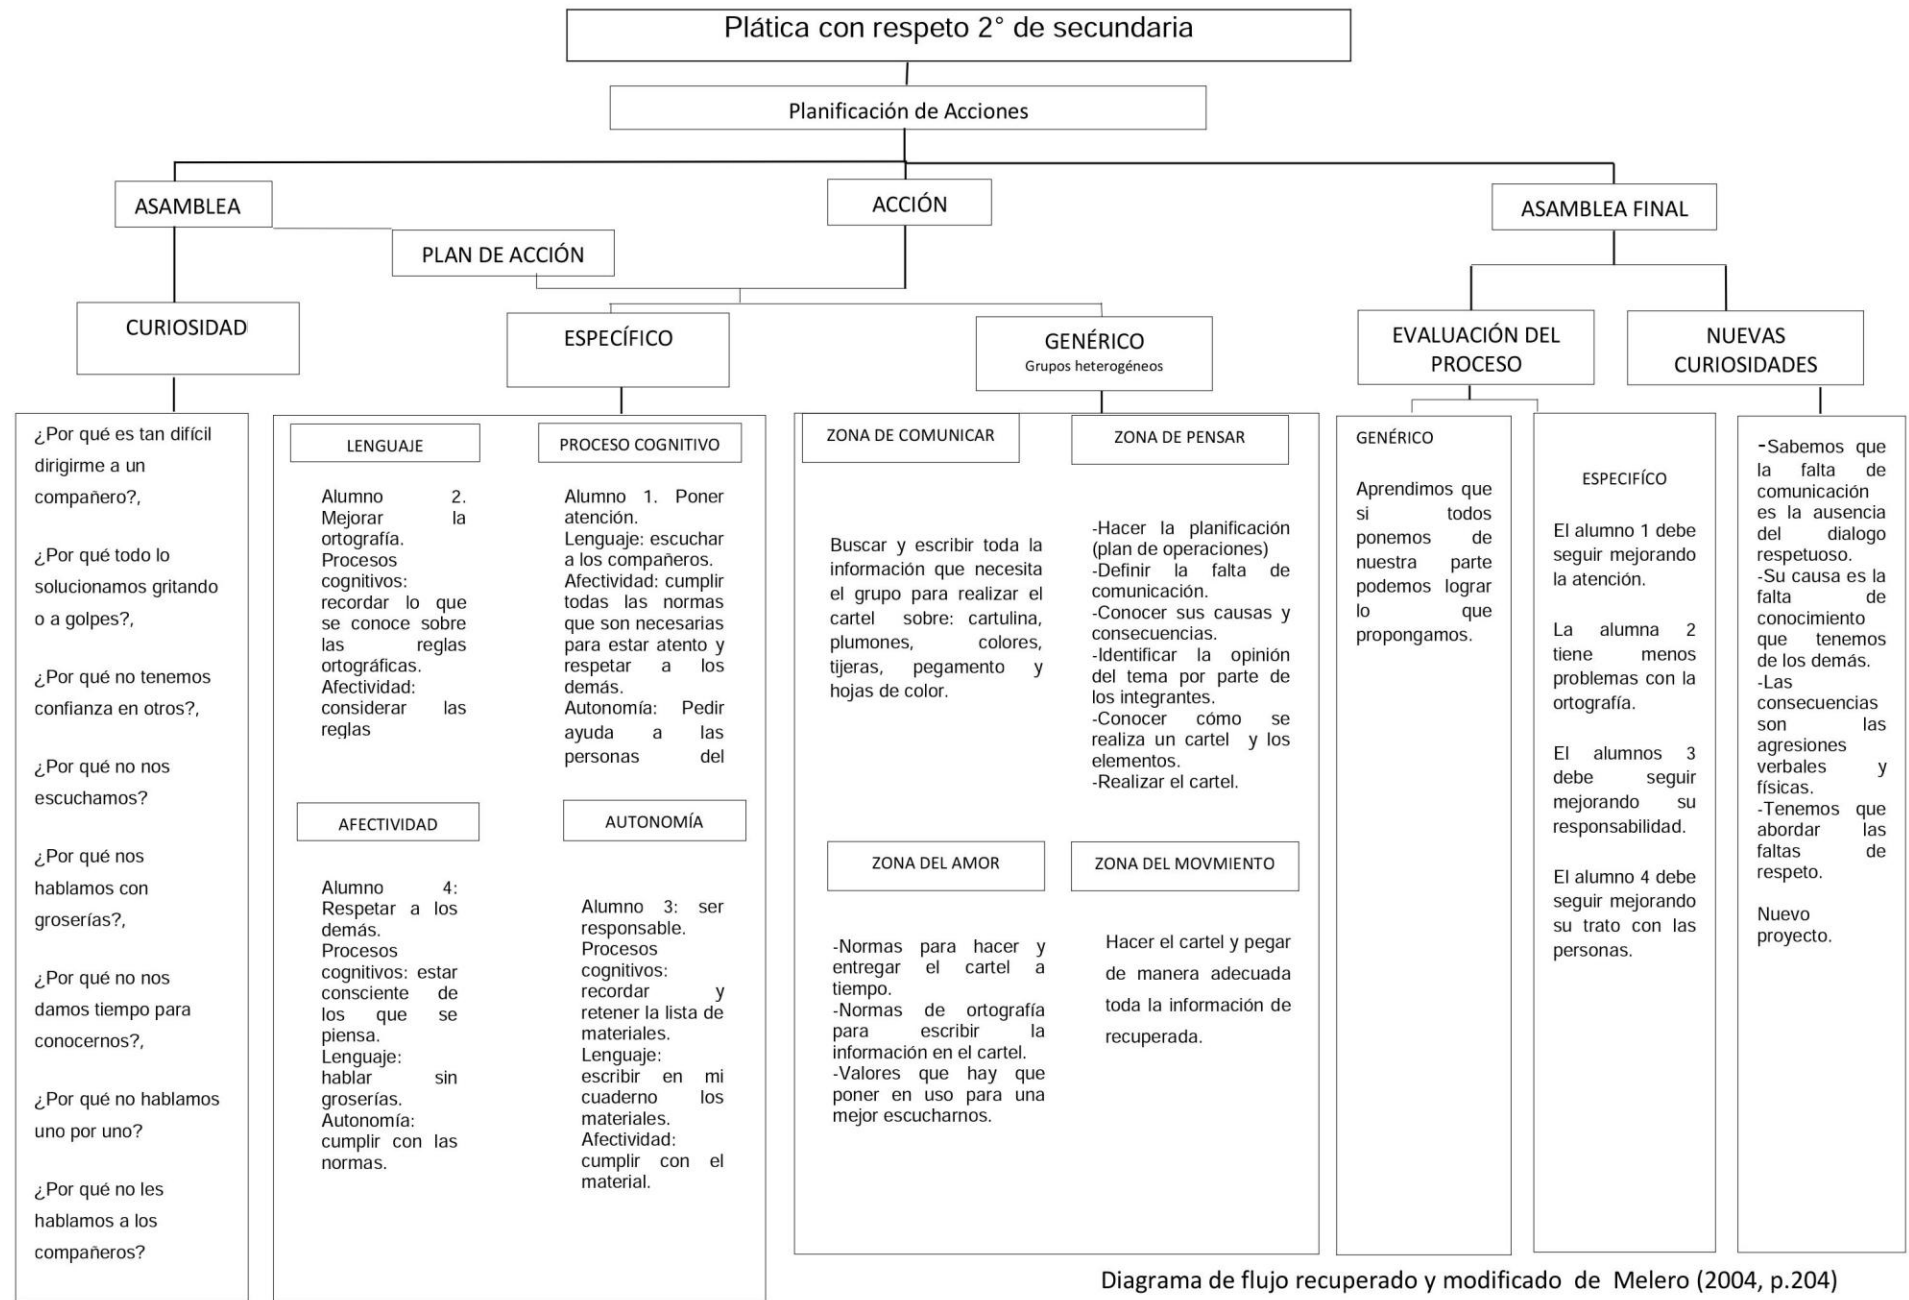 Plática con respeto 2° de secundaria
Planificación de Acciones
ASAMBLEA
PLAN DE ACCIÓN
ACCIÓN
ASAMBLEA FINAL
CURIOSIDAD
¿Por qué es tan difícil
dirigirme a un
compañero?,
¿Por qué todo lo
solucionamos gritando
o a golpes?,
¿Por qué no tenemos
confianza en otros?,
¿Por qué no nos
escuchamos?
¿Por qué nos
hablamos con
groserías?,
¿Por qué no nos
damos tiempo para
conocernos?,
¿Por qué no hablamos
uno por uno?
¿Por qué no les
hablamos a los
compañeros?
ESPECÍFICO
LENGUAJE
Alumno 2.
Mejorar la
ortografía.
Procesos
cognitivos:
recordar lo que
se conoce sobre
las reglas
ortográficas.
Afectividad:
considerar las
reglas
PROCESO COGNITIVO
Alumno 1. Poner
atención.
Lenguaje: escuchar
a los compañeros.
Afectividad: cumplir
todas las normas
que son necesarias
para estar atento y
respetar a los
demás.
Autonomía: Pedir
ayuda a las
personas del
AFECTIVIDAD
Alumno 4:
Respetar a los
demás.
Procesos
cognitivos: estar
consciente de
los que se
piensa.
Lenguaje:
hablar sin
groserías.
Autonomía:
cumplir con las
normas.
AUTONOMÍA
Alumno 3: ser
responsable.
Procesos
cognitivos:
recordar y
retener la lista de
materiales.
Lenguaje:
escribir en mi
cuaderno los
materiales.
Afectividad:
cumplir con el
material.
GENÉRICO
Grupos heterogéneos
ZONA DE COMUNICAR
Buscar y escribir toda la
información que necesita
el grupo para realizar el
cartel sobre: cartulina,
plumones, colores,
tijeras, pegamento y
hojas de color.
ZONA DE PENSAR
-Hacer la planificación
(plan de operaciones)
-Definir la falta de
comunicación.
-Conocer sus causas y
consecuencias.
-Identificar la opinión
del tema por parte de
los integrantes.
-Conocer cómo se
realiza un cartel y los
elementos.
-Realizar el cartel.
ZONA DEL AMOR
-Normas para hacer y
entregar el cartel a
tiempo.
-Normas de ortografía
para escribir la
información en el cartel.
-Valores que hay que
poner en uso para una
mejor escucharnos.
ZONA DEL MOVMIENTO
Hacer el cartel y pegar
de manera adecuada
toda la información de
recuperada.
EVALUACIÓN DEL
PROCESO
GENÉRICO
Aprendimos que
si todos
ponemos de
nuestra parte
podemos lograr
lo que
propongamos.
ESPECIFÍCO
El alumno 1 debe
seguir mejorando
la atención.
La alumna 2
tiene menos
problemas con la
ortografía.
El alumnos 3
debe seguir
mejorando su
responsabilidad.
El alumno 4 debe
seguir mejorando
su trato con las
personas.
NUEVAS
CURIOSIDADES
-Sabemos que
la falta de
comunicación
es la ausencia
del dialogo
respetuoso.
-Su causa es la
falta de
conocimiento
que tenemos
de los demás.
-Las
consecuencias
son las
agresiones
verbales y
físicas.
-Tenemos que
abordar las
faltas de
respeto.
Nuevo
proyecto.
Diagrama de flujo recuperado y modificado de Melero (2004, p.204)